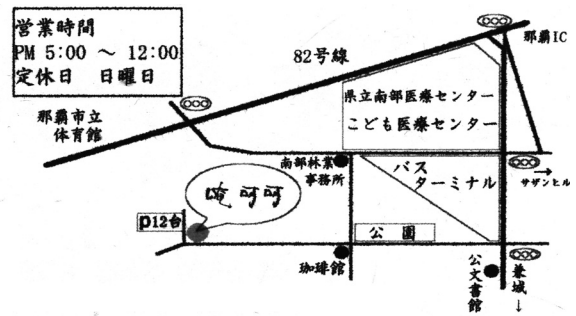 営業時間
PM 5:00 ～ 12:00
定休日 日曜日
82号線
那覇IC
那覇市立
体育館
県立南部医療センター
こども医療センター
南部林業
事務所
バス
ターミナル
→
サザンヒル
P12台
公園
珈琲館
公文書館
兼城
↓